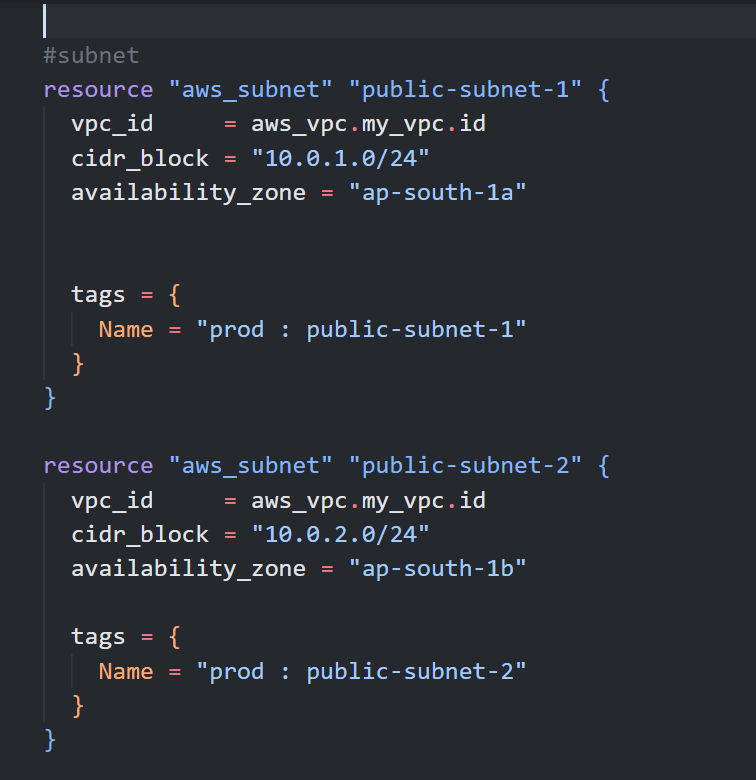 #subnet
resource "aws_subnet" "public-subnet-1" {
  vpc_id     = aws_vpc.my_vpc.id
  cidr_block = "10.0.1.0/24"
  availability_zone = "ap-south-1a"
  tags = {
    Name = "prod : public-subnet-1"
  }
}
resource "aws_subnet" "public-subnet-2" {
  vpc_id     = aws_vpc.my_vpc.id
  cidr_block = "10.0.2.0/24"
  availability_zone = "ap-south-1b"
  tags = {
    Name = "prod : public-subnet-2"
  }
}